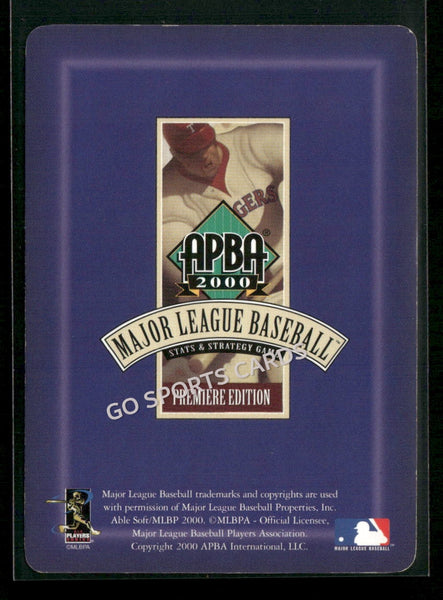 T
GERS
APBA®
2000
MAJOR LEAGUE BASEBALL™
STATS & STRATEGY GAME
GO SPORTS CARDS
PREMIERE EDITION
Major League Baseball trademarks and copyrights are used
with permission of Major League Baseball Properties, Inc.
Able Soft/MLBP 2000. ©MLBPA - Official Licensee,
Major League Baseball Players Association.
Copyright 2000 APBA International, LLC.
PLAYERS
©MLBPA
MAJOR LEAGUE BASEBALL